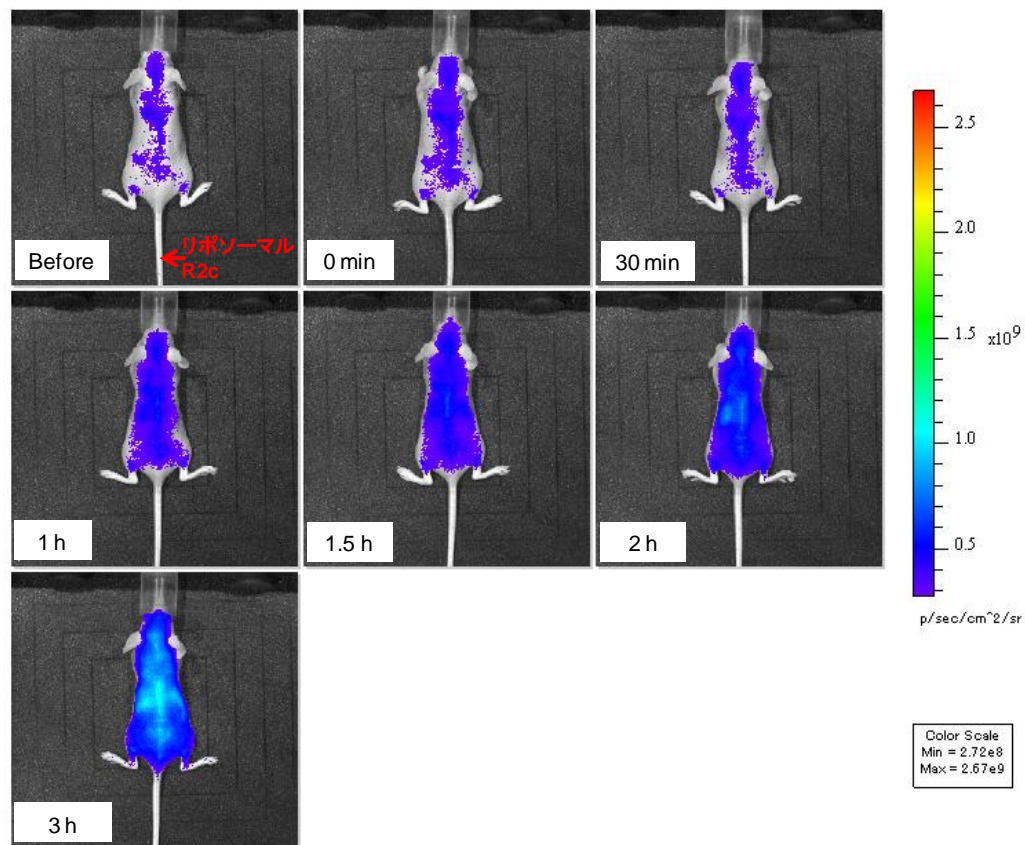 Before
リポソーマル
R2c
0 min
30 min
1 h
1.5 h
2 h
3 h
2.5
2.0
1.5
x10^9
1.0
0.5
p/sec/cm^2/sr
Color Scale
Min = 2.72e8
Max = 2.67e9